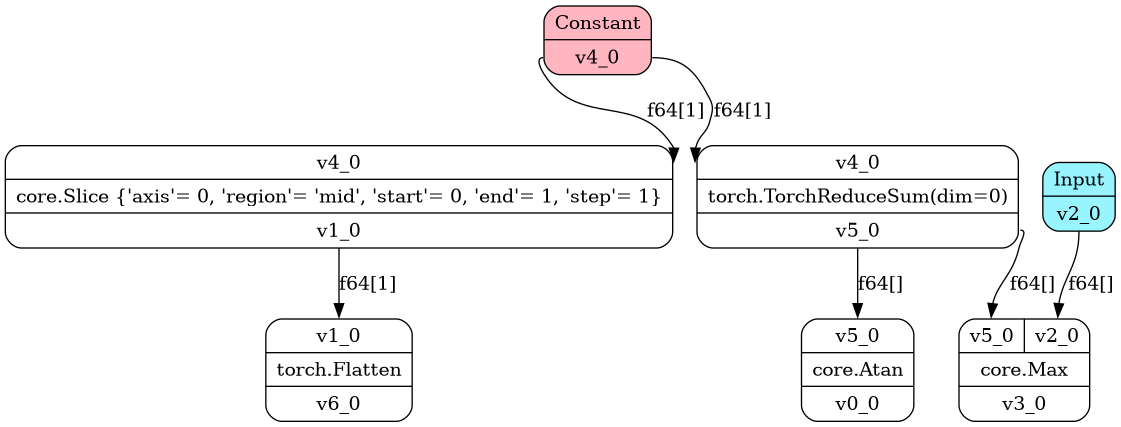 Constant
v4_0
f64[1]
f64[1]
v4_0
core.Slice {'axis'= 0, 'region'= 'mid', 'start'= 0, 'end'= 1, 'step'= 1}
v1_0
v4_0
torch.TorchReduceSum(dim=0)
v5_0
Input
v2_0
f64[1]
f64[]
f64[]
f64[]
v1_0
torch.Flatten
v6_0
v5_0
core.Atan
v0_0
v5_0 v2_0
core.Max
v3_0